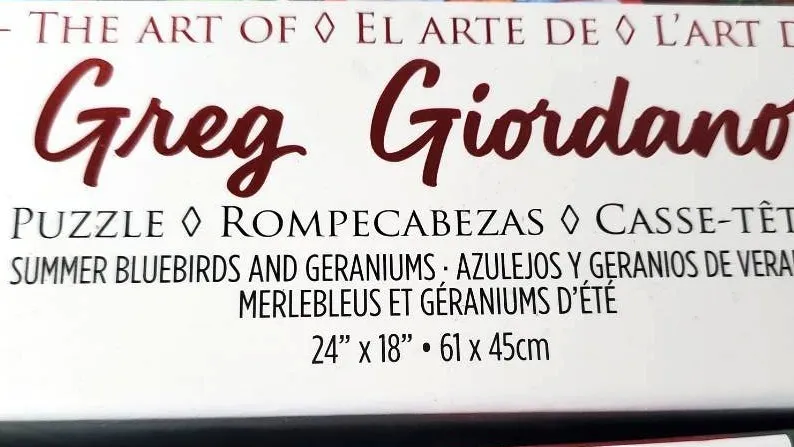 - THE ART OF ◊ EL ARTE DE ◊ L'ART D
Greg Giordano
PUZZLE ◊ ROMPECABEZAS ◊ CASSE-TÊT
SUMMER BLUEBIRDS AND GERANIUMS · AZULEJOS Y GERANIOS DE VERA
MERLEBLEUS ET GÉRANIUMS D'ÉTÉ
24” x 18” • 61 x 45cm